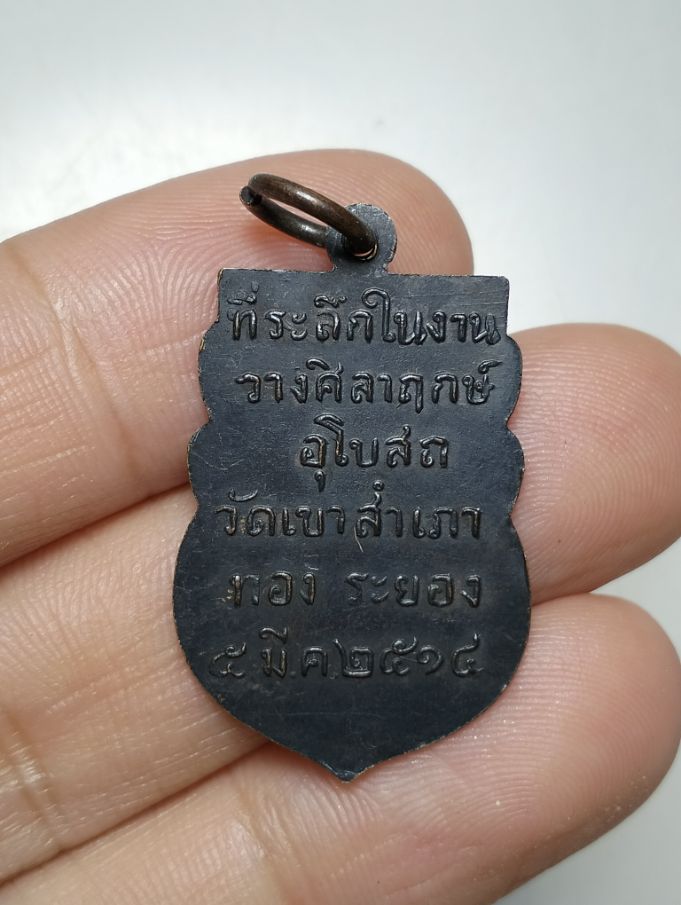 ที่ระลึกในงาน
วางศิลาฤกษ์
อุโบสถ
วัดเขาสำเภา
ทอง ระยอง
๕ มี.ค.๒๕๑๔